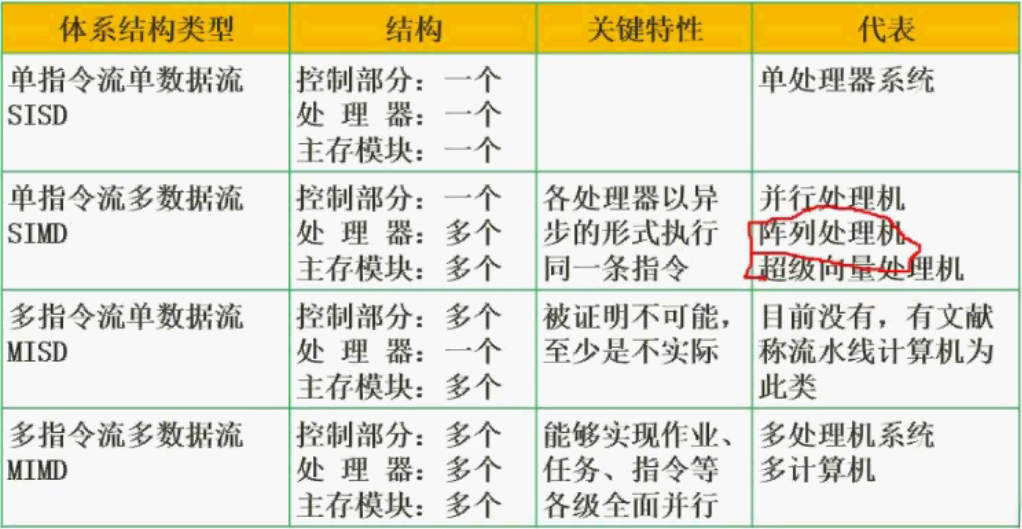 体系结构类型 结构 关键特性 代表
单指令流单数据流
SISD
控制部分：一个
处 理 器：一个
主存模块：一个
单处理器系统
单指令流多数据流
SIMD
控制部分：一个
处 理 器：多个
主存模块：多个
各处理器以异
步的形式执行
同一条指令
并行处理机
阵列处理机
超级向量处理机
多指令流单数据流
MISD
控制部分：多个
处 理 器：一个
主存模块：多个
被证明不可能，
至少是不实际
目前没有，有文献
称流水线计算机为
此类
多指令流多数据流
MIMD
控制部分：多个
处 理 器：多个
主存模块：多个
能够实现作业、
任务、指令等
各级全面并行
多处理机系统
多计算机